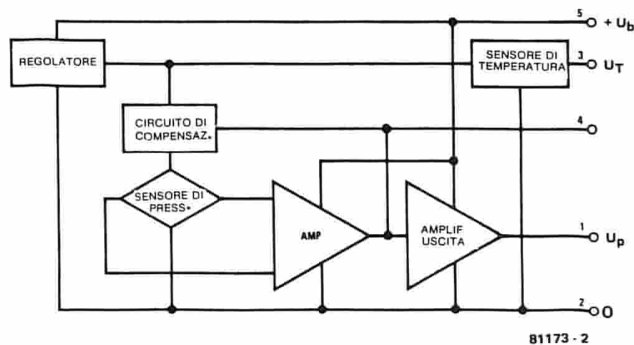 5
+ Ub
REGOLATORE
SENSORE DI
TEMPERATURA
3
UT
CIRCUITO DI
COMPENSAZ.
4
SENSORE DI
PRESS.
AMP
AMPLIF
USCITA
1
Up
2
0
81173 - 2